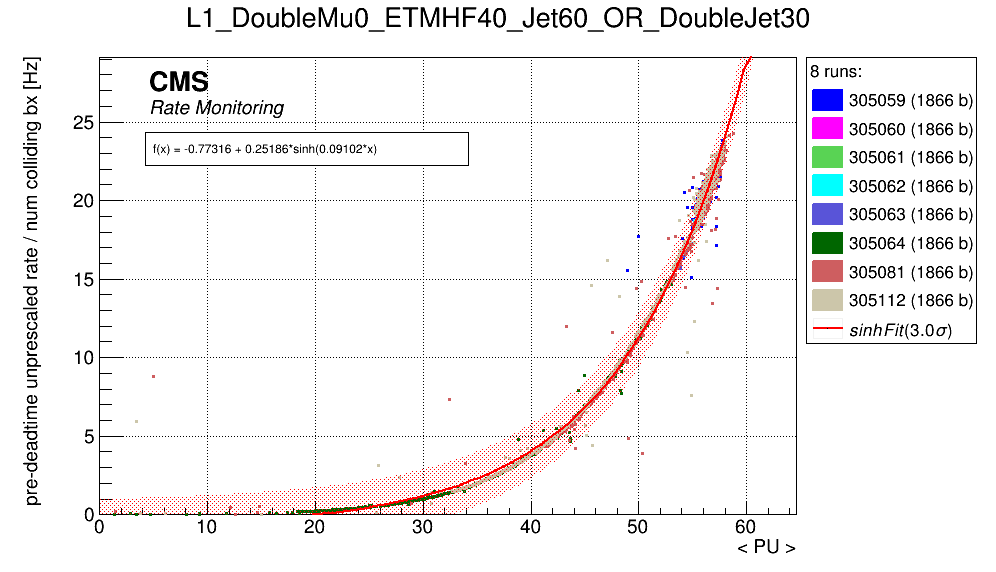 L1_DoubleMu0_ETMHF40_Jet60_OR_DoubleJet30
pre-deadtime unprescaled rate / num colliding bx [Hz]
CMS
Rate Monitoring
f(x) = -0.77316 + 0.25186*sinh(0.09102*x)
25
20
15
10
5
0
0 10 20 30 40 50 60
< PU >
8 runs:
305059 (1866 b)
305060 (1866 b)
305061 (1866 b)
305062 (1866 b)
305063 (1866 b)
305064 (1866 b)
305081 (1866 b)
305112 (1866 b)
sinhFit(3.0σ)